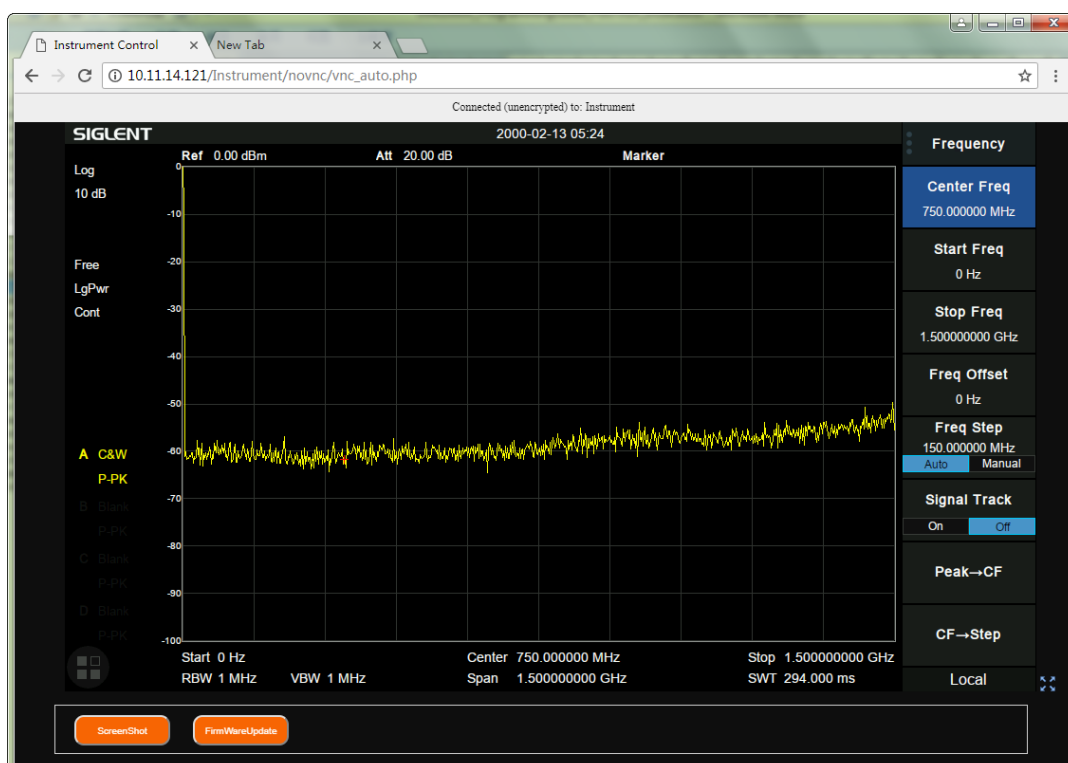 Instrument Control
New Tab
10.11.14.121/Instrument/novnc/vnc_auto.php
Connected (unencrypted) to: Instrument
SIGLENT
2000-02-13 05:24
Ref 0.00 dBm Att 20.00 dB Marker
Log
10 dB
Free
LgPwr
Cont
A C&W
P-PK
B Blank
P-PK
C Blank
P-PK
D Blank
P-PK
0
-10
-20
-30
-40
-50
-60
-70
-80
-90
-100
Start 0 Hz Center 750.000000 MHz Stop 1.500000000 GHz
RBW 1 MHz VBW 1 MHz Span 1.500000000 GHz SWT 294.000 ms
Frequency
Center Freq
750.000000 MHz
Start Freq
0 Hz
Stop Freq
1.500000000 GHz
Freq Offset
0 Hz
Freq Step
150.000000 MHz
Auto Manual
Signal Track
On Off
Peak→CF
CF→Step
Local
ScreenShot
FirmWareUpdate